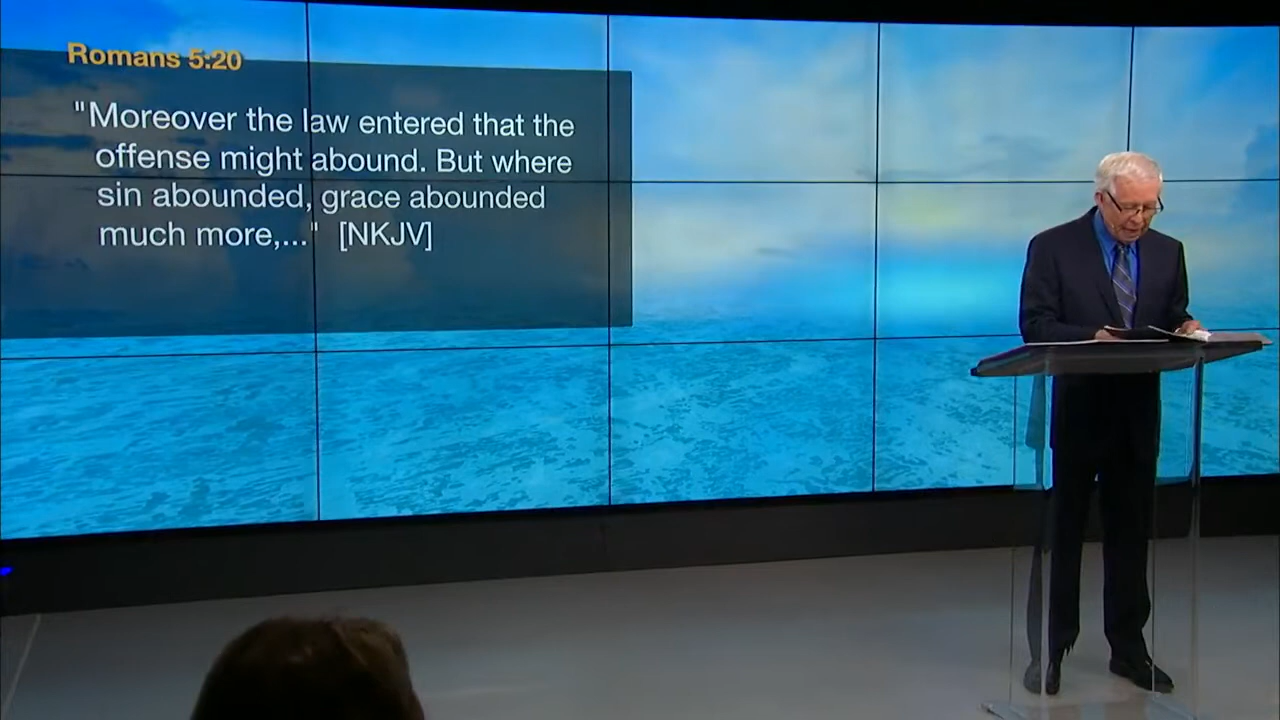 Romans 5:20
"Moreover the law entered that the
offense might abound. But where
sin abounded, grace abounded
much more,..." [NKJV]